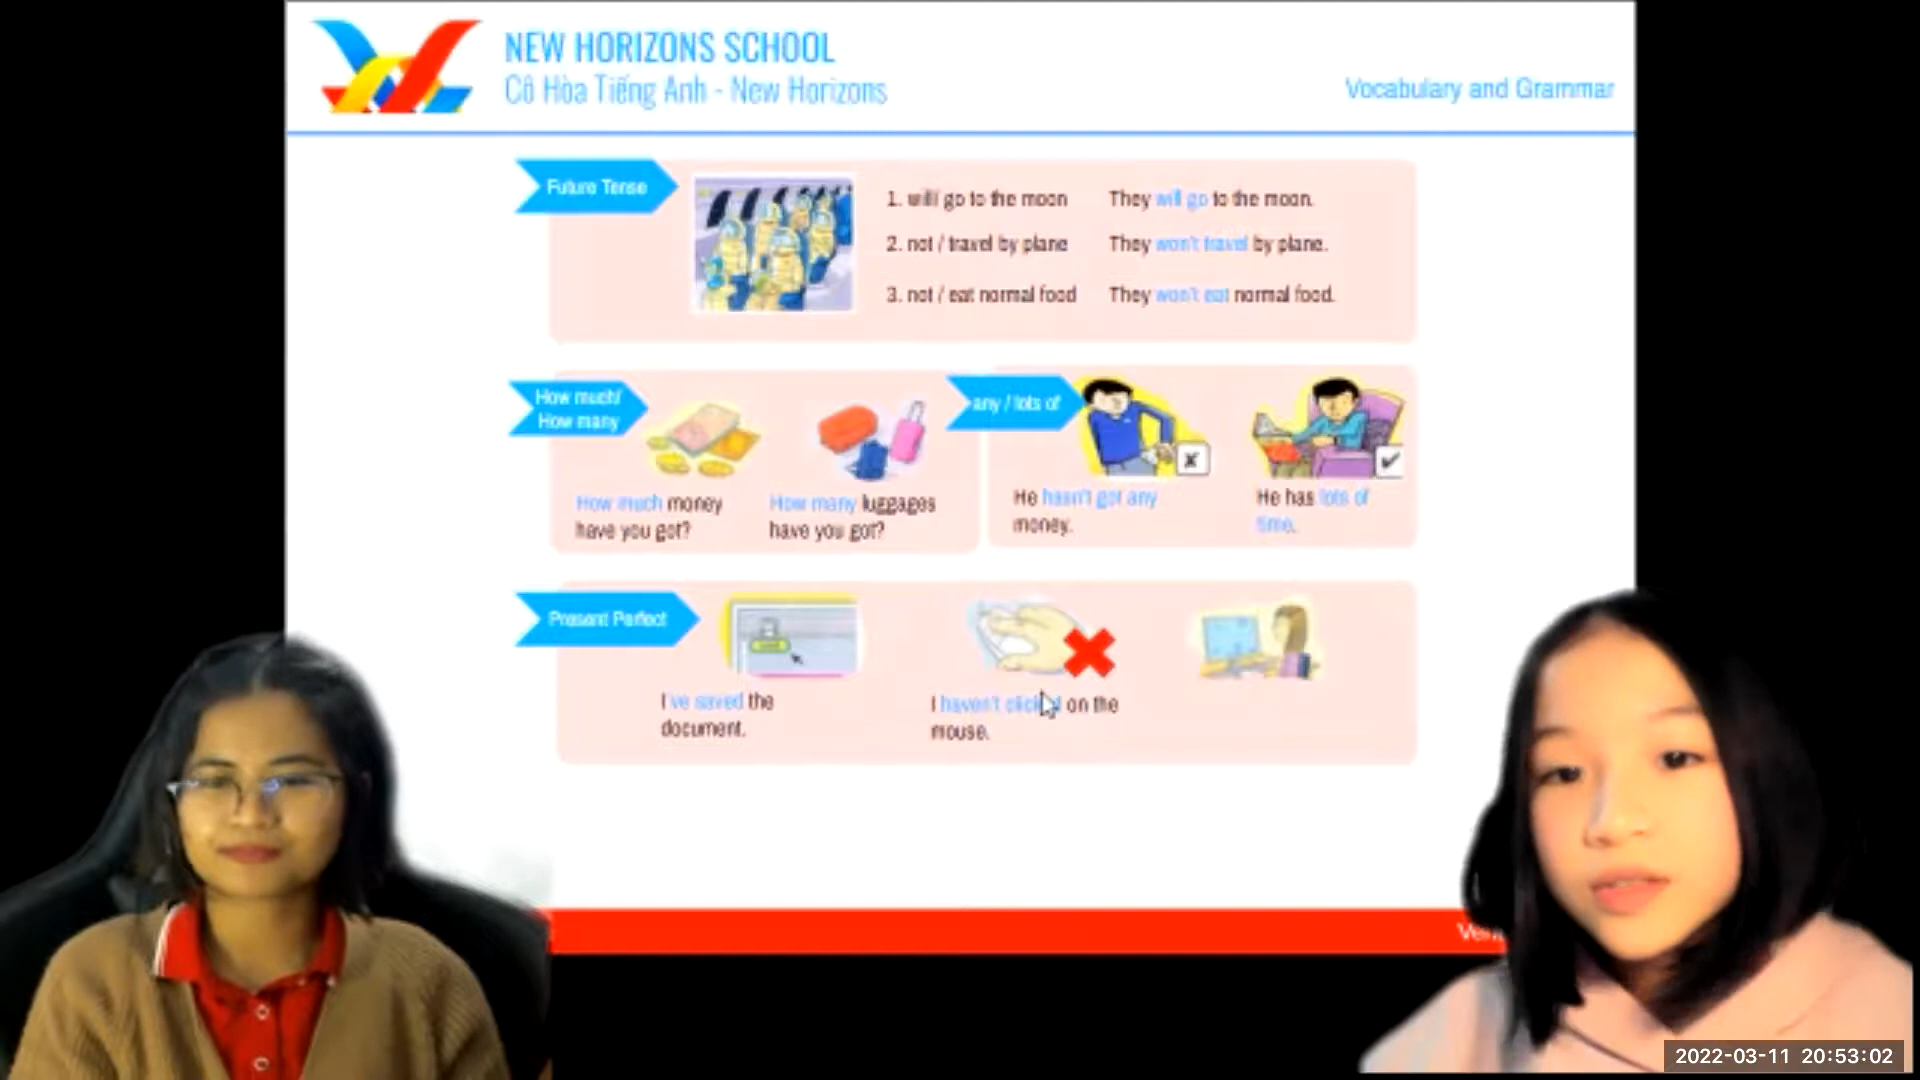 NEW HORIZONS SCHOOL
Cô Hòa Tiếng Anh - New Horizons
Vocabulary and Grammar
Future Tense
1. will/ go to the moon
They will go to the moon.
2. not / travel by plane
They won't travel by plane.
3. not / eat normal food
They won't eat normal food.
How much/
How many
How much money
have you got?
How many luggages
have you got?
any / lots of
He hasn't got any
money.
He has lots of
time.
Present Perfect
I've saved the
document.
I haven't on the
mouse.
2022-03-11 20:53:02